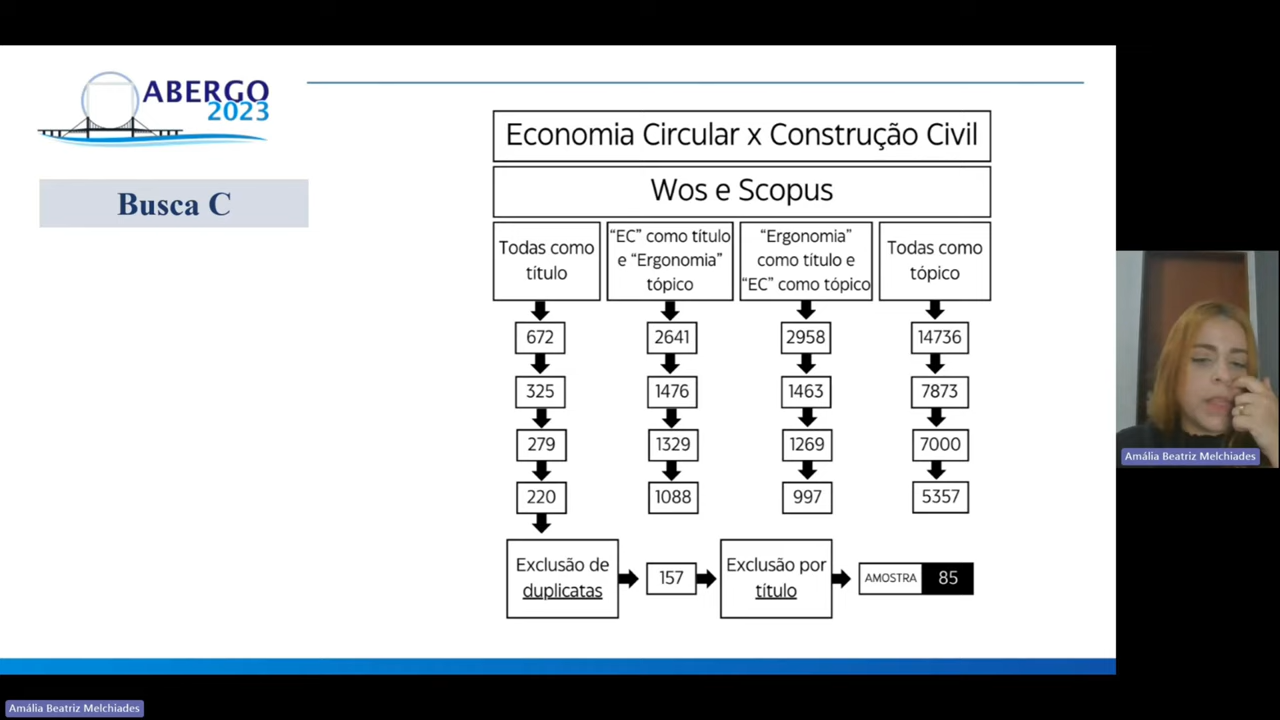 ABERGO
2023
Busca C
Economia Circular x Construção Civil
Wos e Scopus
Todas como
título
“EC” como título
e “Ergonomia”
tópico
“Ergonomia”
como título e
“EC” como tópico
Todas como
tópico
672
2641
2958
14736
325
1476
1463
7873
279
1329
1269
7000
220
1088
997
5357
Exclusão de
duplicatas
157
Exclusão por
título
AMOSTRA
85
Amália Beatriz Melchiades
Amália Beatriz Melchiades